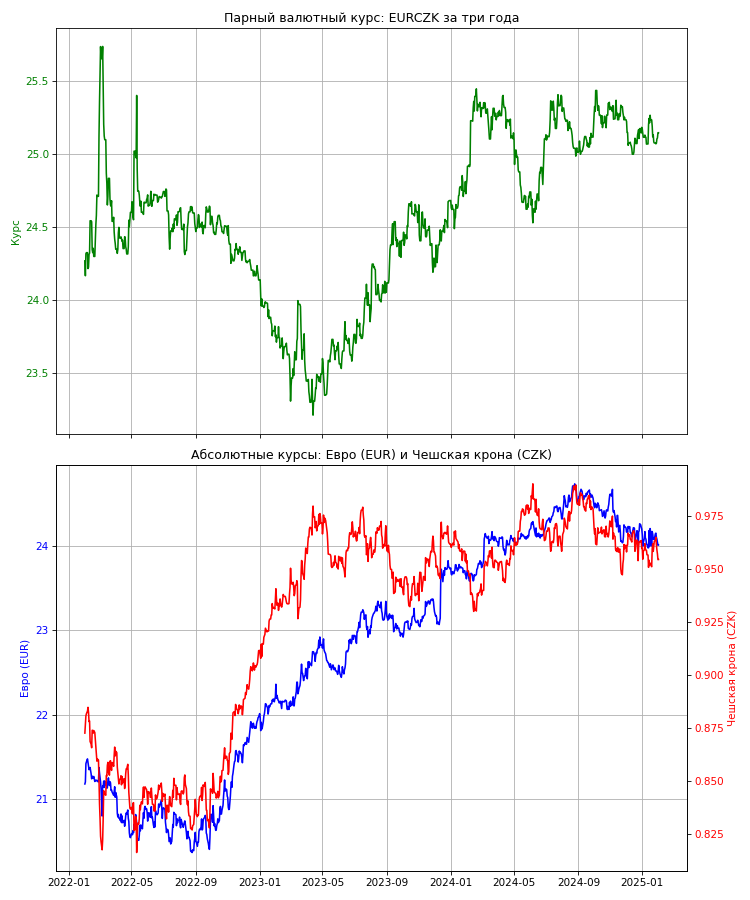 Парный валютный курс: EURCZK за три года
25.5
25.0
24.5
24.0
23.5
Курс
Абсолютные курсы: Евро (EUR) и Чешская крона (CZK)
24
23
22
21
Евро (EUR)
0.975
0.950
0.925
0.900
0.875
0.850
0.825
Чешская крона (CZK)
2022-01 2022-05 2022-09 2023-01 2023-05 2023-09 2024-01 2024-05 2024-09 2025-01